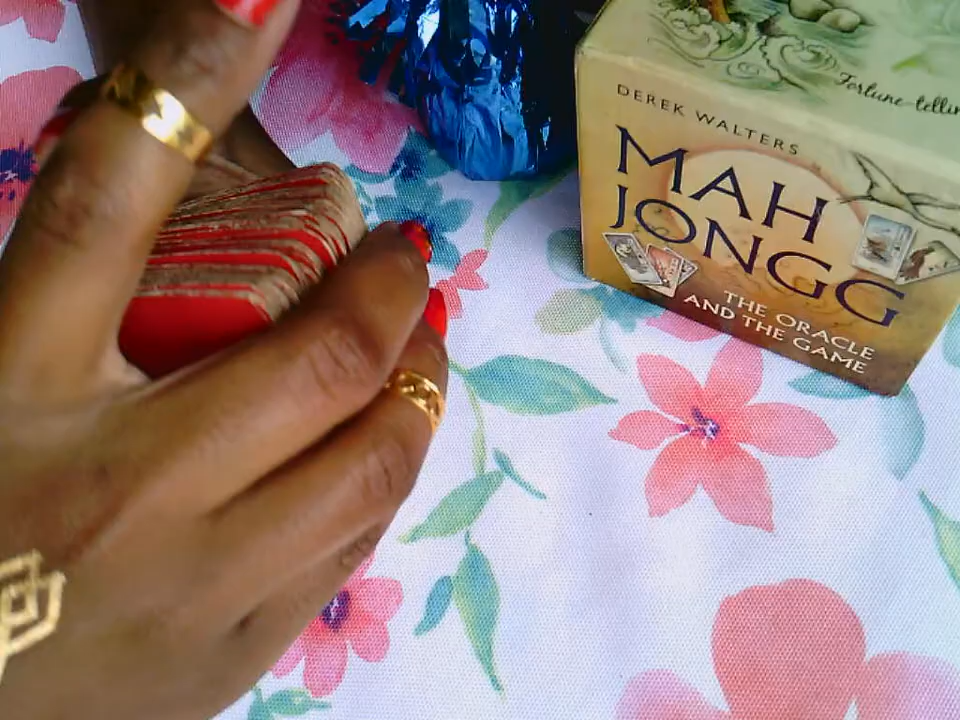 Fortune-tellin
DEREK WALTERS
MAH
JONGG
THE ORACLE
AND THE GAME